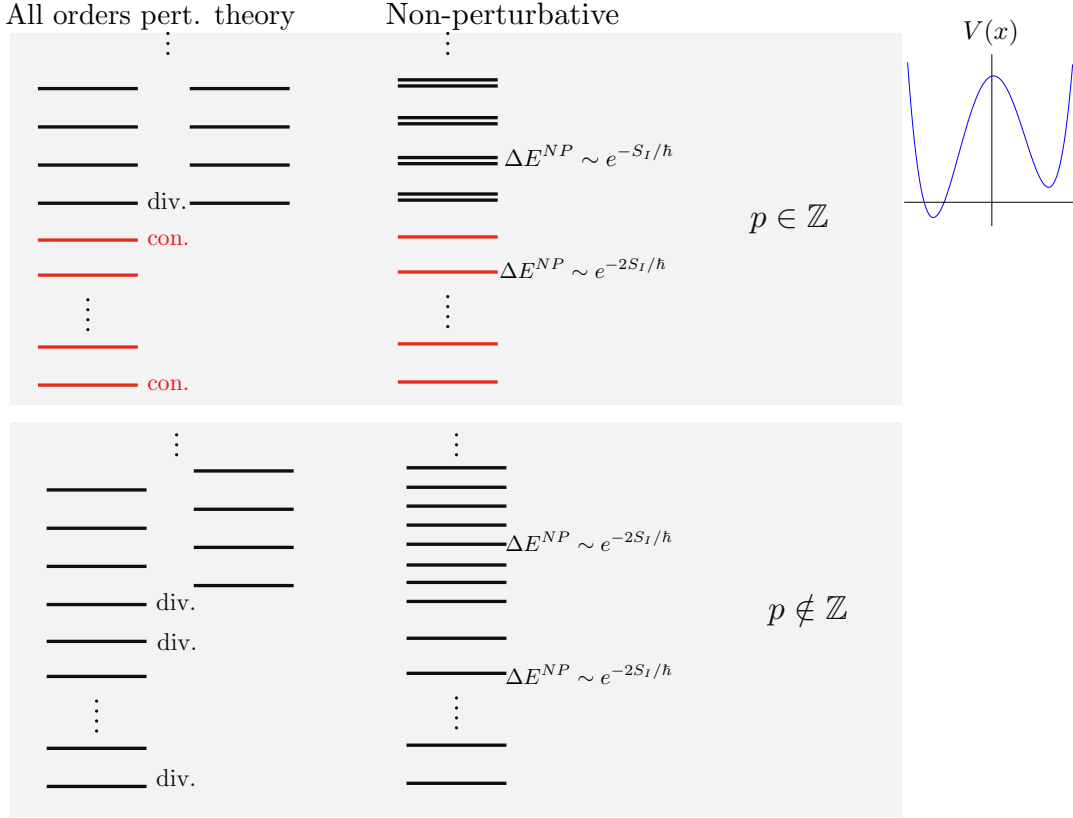 All orders pert. theory
Non-perturbative
V(x)
ΔE^{NP} ∼ e^{-S_I/ħ}
div.
p ∈ ℤ
con.
ΔE^{NP} ∼ e^{-2S_I/ħ}
con.
ΔE^{NP} ∼ e^{-2S_I/ħ}
div.
p ∉ ℤ
div.
ΔE^{NP} ∼ e^{-2S_I/ħ}
div.